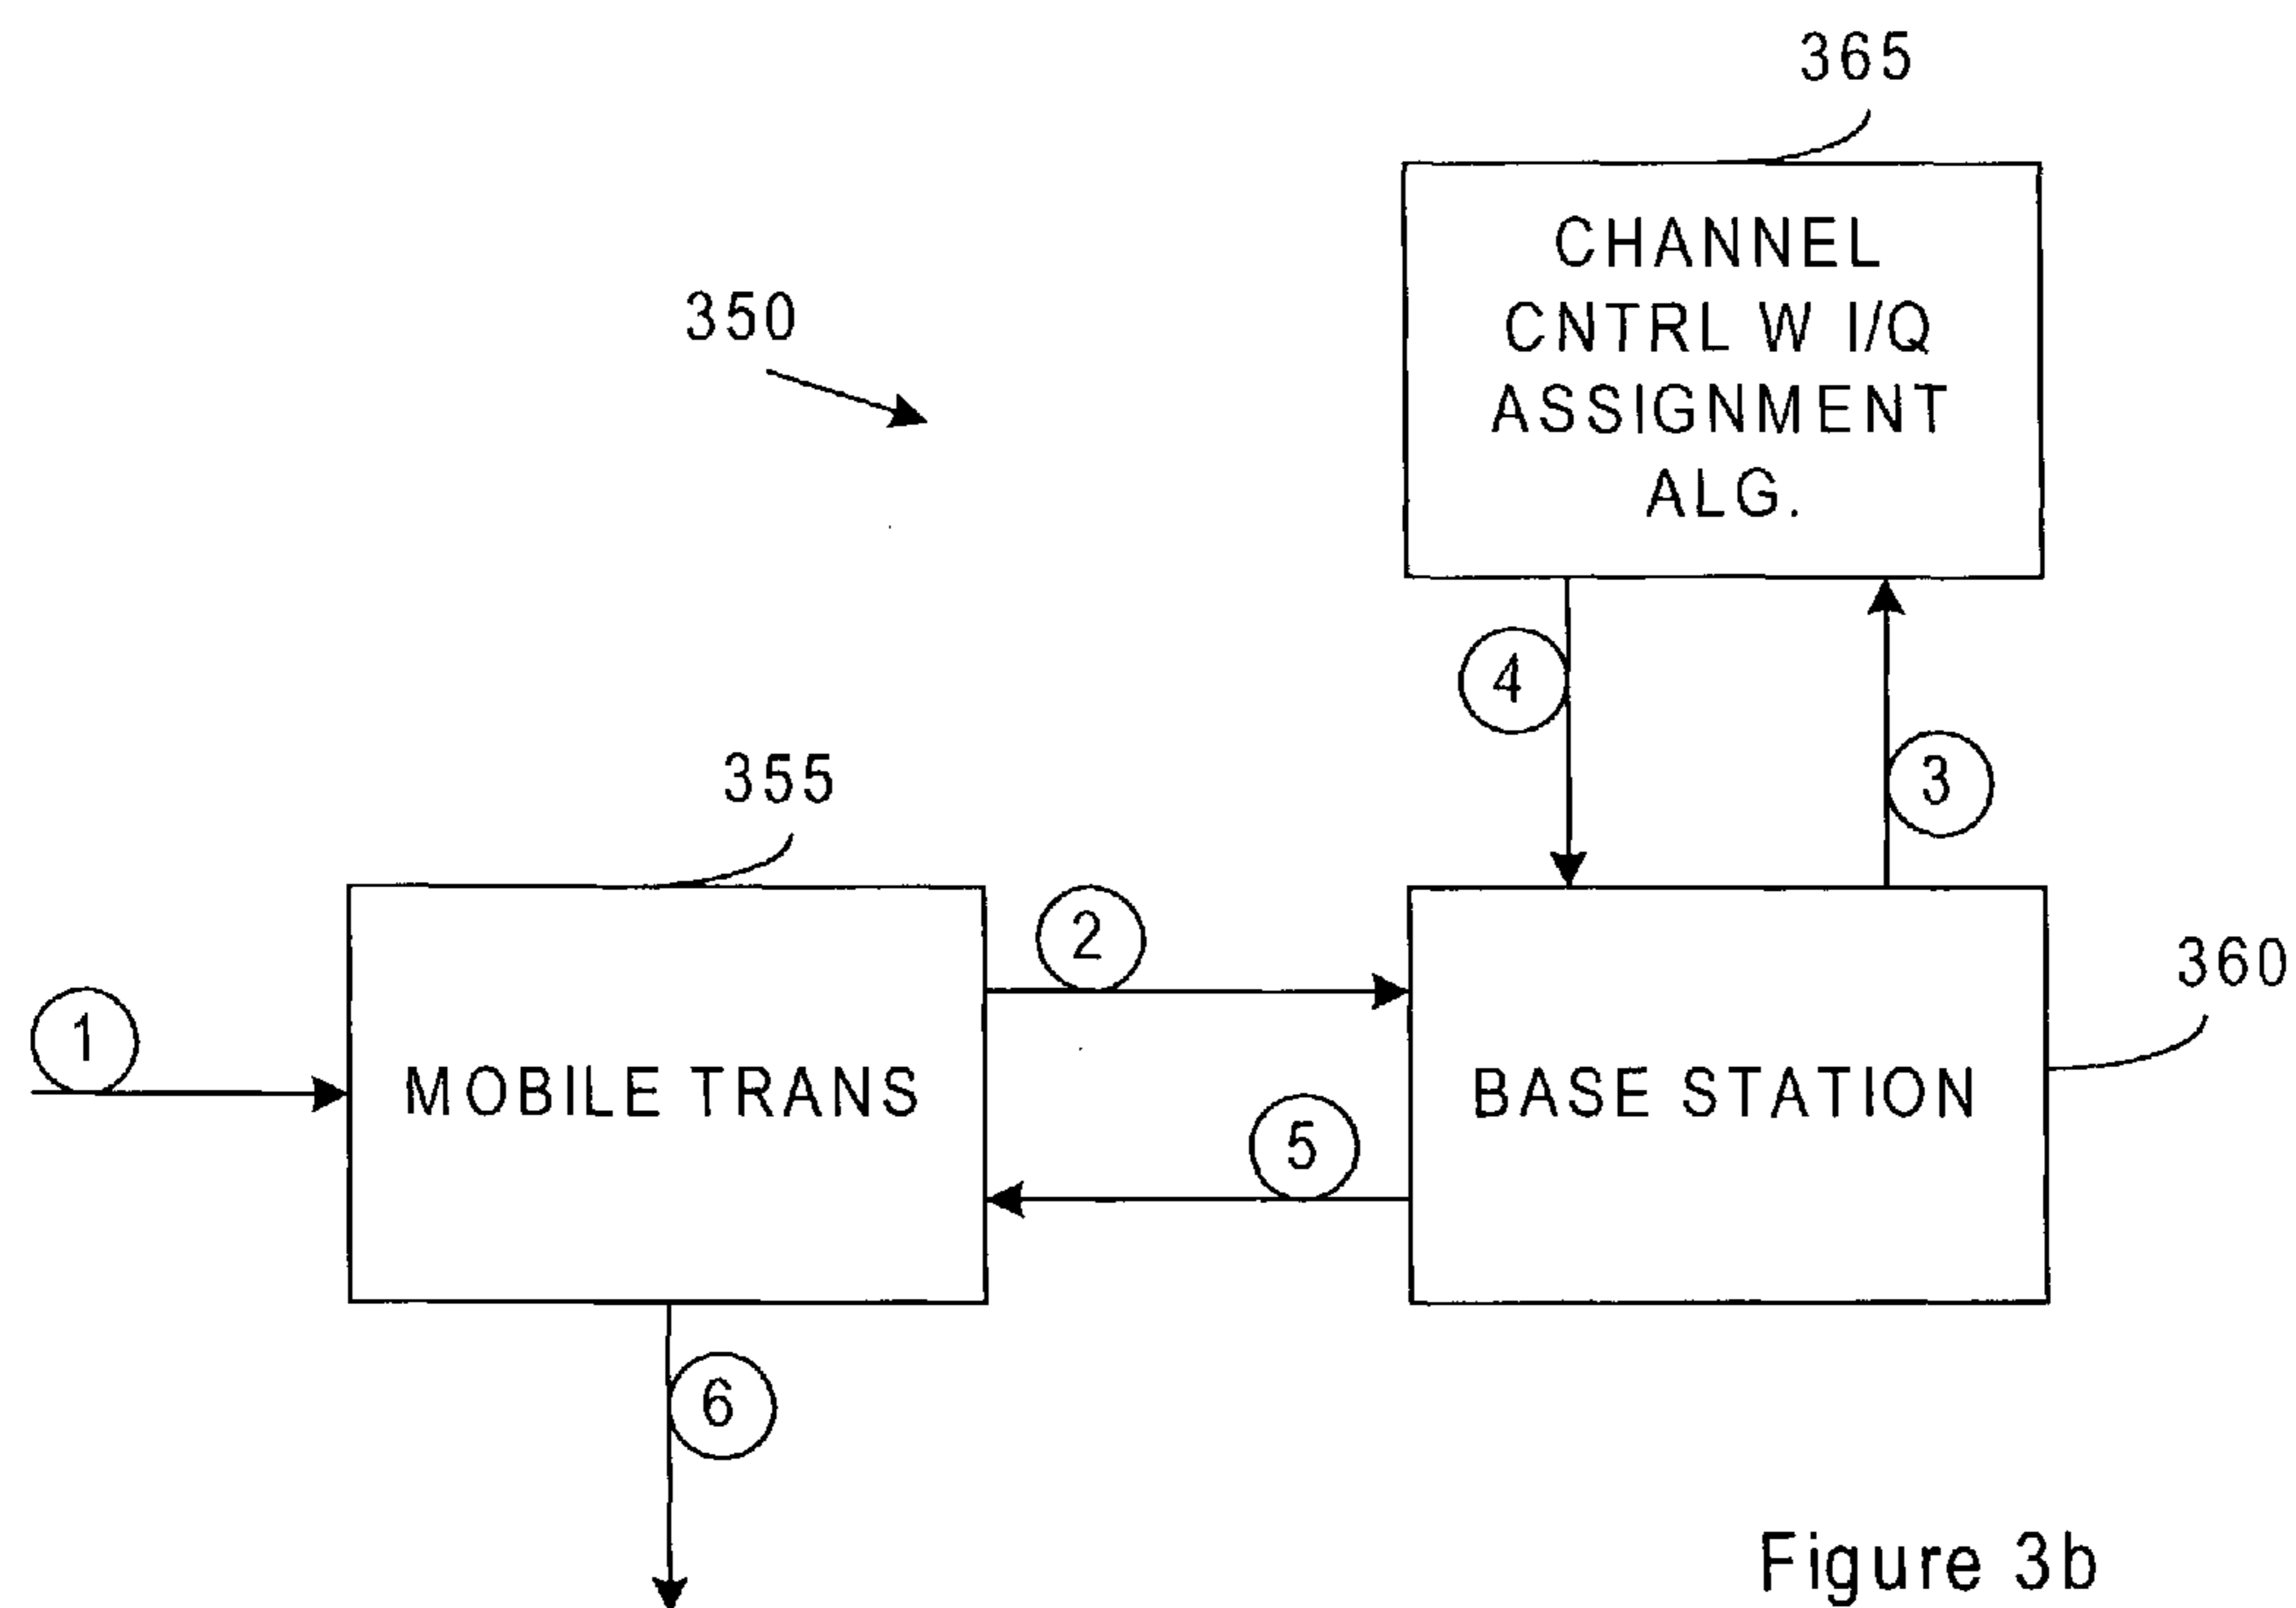 365
CHANNEL
CNTRL W I/Q
ASSIGNMENT
ALG.
350
4
3
355
2
360
1
MOBILE TRANS
BASE STATION
5
6
Figure 3b